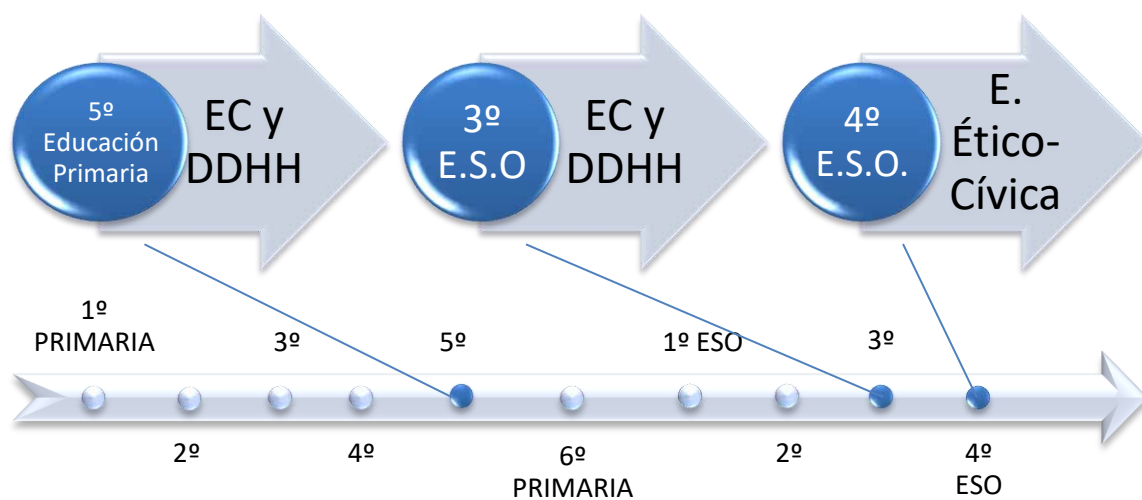 5º
Educación
Primaria
EC y
DDHH
3º
E.S.O
EC y
DDHH
4º
E.S.O.
E.
Ético-
Cívica
1º
PRIMARIA
2º
3º
4º
5º
6º
PRIMARIA
1º ESO
2º
3º
4º
ESO